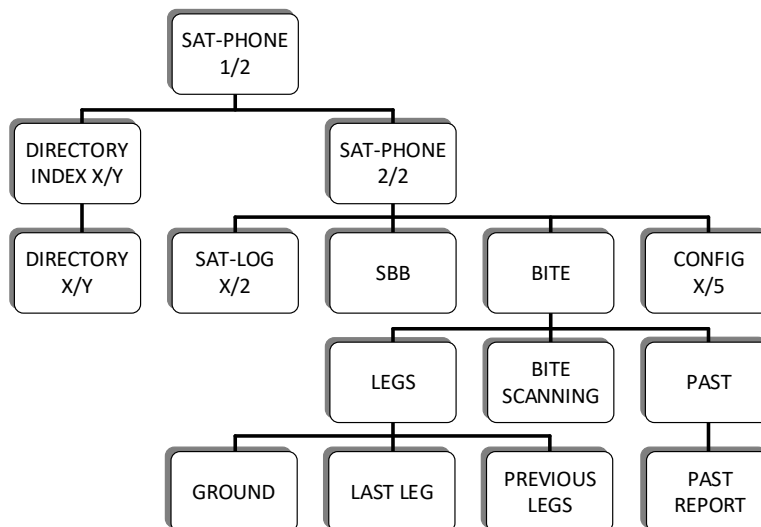 SAT-PHONE
1/2
DIRECTORY
INDEX X/Y
SAT-PHONE
2/2
DIRECTORY
X/Y
SAT-LOG
X/2
SBB
BITE
CONFIG
X/5
LEGS
BITE
SCANNING
PAST
GROUND
LAST LEG
PREVIOUS
LEGS
PAST
REPORT